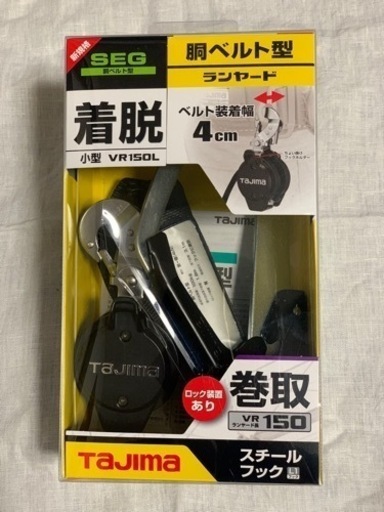 新規格
SEG
胴ベルト型
胴ベルト型
ランヤード
着脱
小型 VR150L
ベルト装着幅
4cm
TAJIMA
TAJIMA
型
TAJIMA
ロック装置
あり
巻取
VR
ランヤード長
150
TAJIMA
スチール
フック